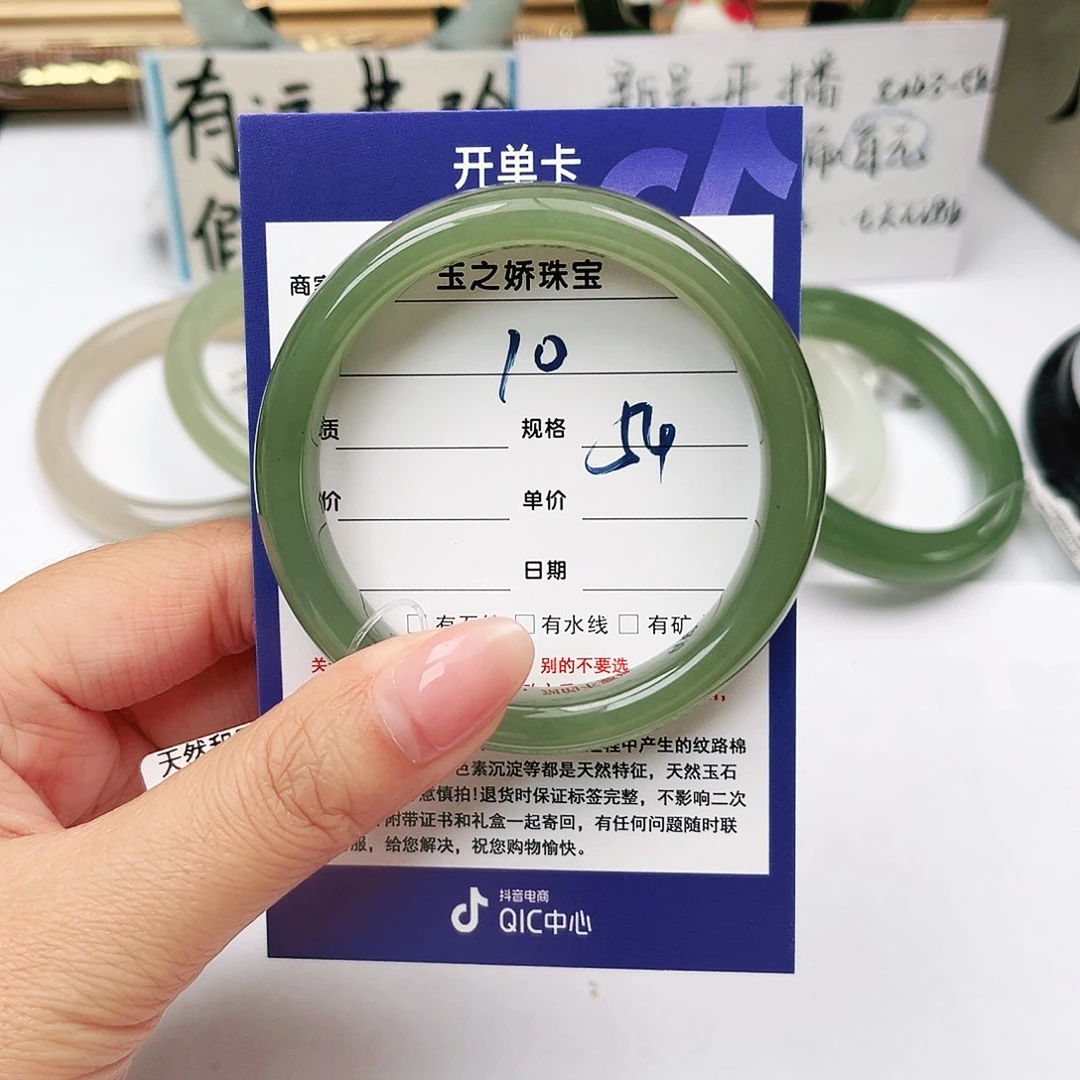 有
假
新号开播
开单卡
商
玉之娇珠宝
10
质
规格 54
价
单价
日期
□ 有水线 □ 有矿
关
别的不要选
天然和
程中产生的纹路棉
色素沉淀等都是天然特征，天然玉石
慎拍!退货时保证标签完整，不影响二次
附带证书和礼盒一起寄回，有任何问题随时联
服，给您解决，祝您购物愉快。
抖音电商
QIC中心